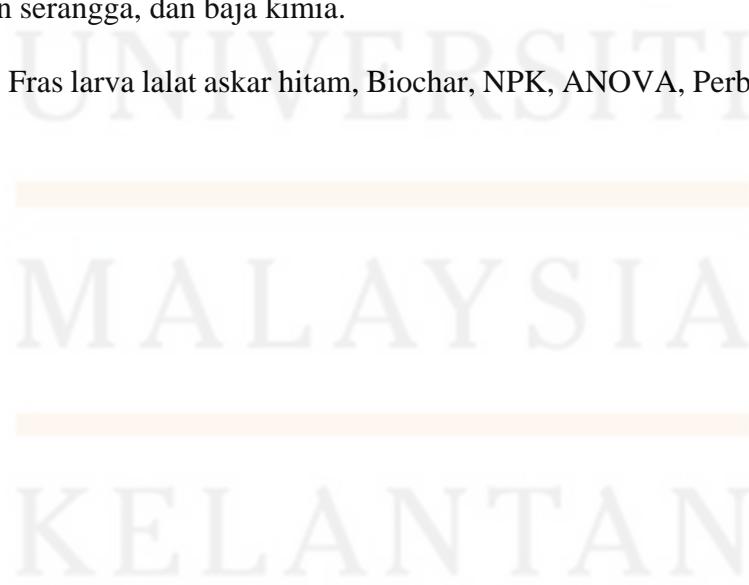 n serangga, dan baja kimia.
Fras larva lalat askar hitam, Biochar, NPK, ANOVA, Perb
UNIVERSITI
MALAYSIA
KELANTAN